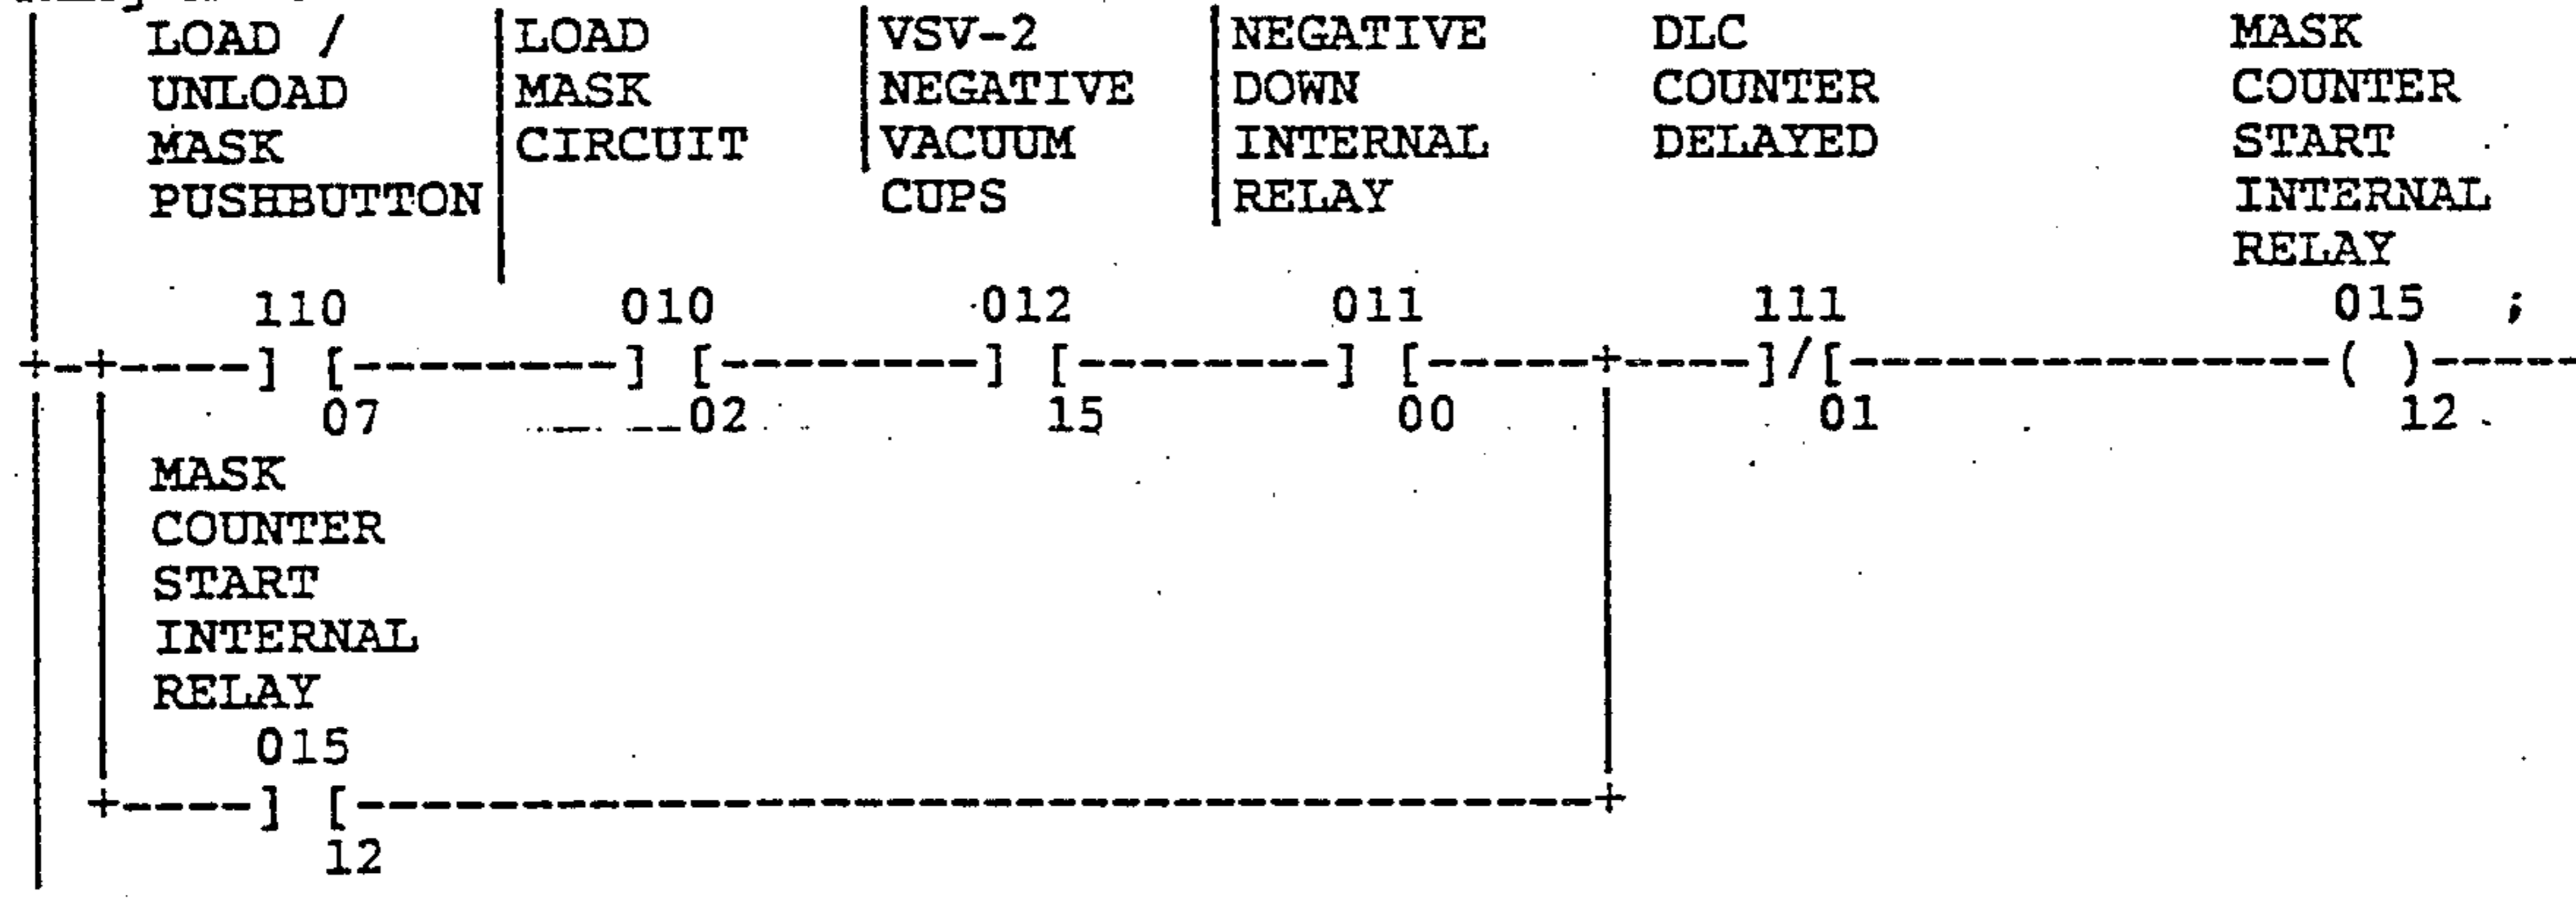 LOAD / LOAD VSV-2 NEGATIVE DLC MASK
UNLOAD MASK NEGATIVE DOWN COUNTER COUNTER
MASK CIRCUIT VACUUM INTERNAL DELAYED START
PUSHBUTTON CUPS RELAY INTERNAL
RELAY
110 010 012 011 111 015 ;
+-+-----] [----------] [----------] [----------] [------+-----]/[------------------( )------
07 02 15 00 01 12
MASK
COUNTER
START
INTERNAL
RELAY
015
+-----] [------------------------------------------+
12